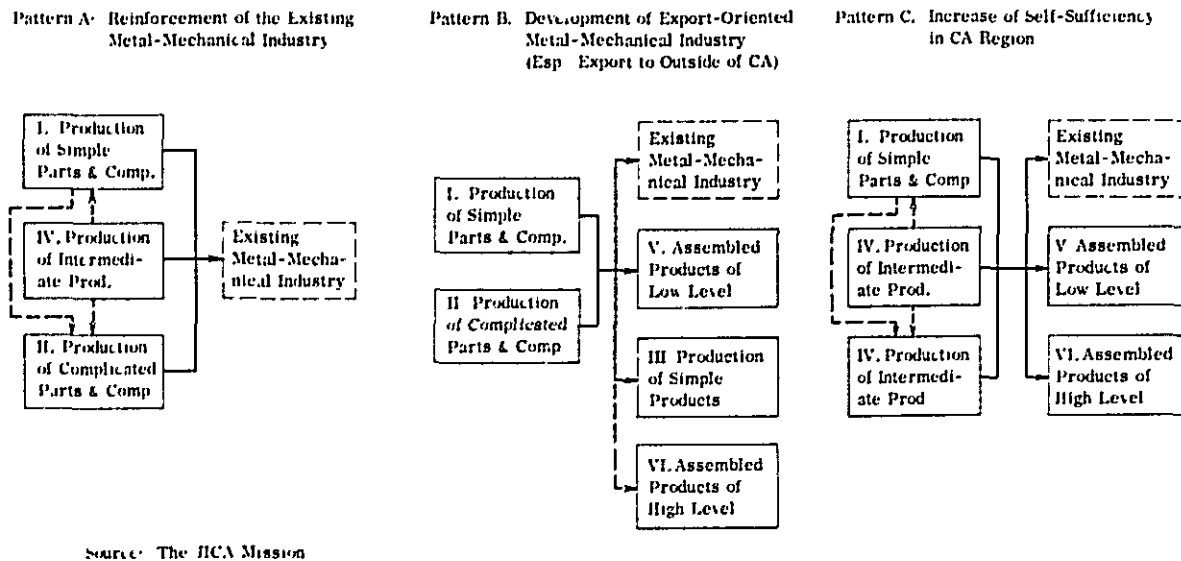 Pattern A: Reinforcement of the Existing
Metal-Mechanical Industry
I. Production
of Simple
Parts & Comp.
IV. Production
of Intermedi-
ate Prod.
II. Production
of Complicated
Parts & Comp
Existing
Metal-Mecha-
nical Industry
Pattern B. Development of Export-Oriented
Metal-Mechanical Industry
(Esp Export to Outside of CA)
I. Production
of Simple
Parts & Comp.
II Production
of Complicated
Parts & Comp
Existing
Metal-Mecha-
nical Industry
V. Assembled
Products of
Low Level
III Production
of Simple
Products
VI. Assembled
Products of
High Level
Pattern C. Increase of Self-Sufficiency
in CA Region
I. Production
of Simple
Parts & Comp
IV. Production
of Intermedi-
ate Prod.
IV. Production
of Intermedi-
ate Prod
Existing
Metal-Mecha-
nical Industry
V Assembled
Products of
Low Level
VI. Assembled
Products of
High Level
Source: The JICA Mission